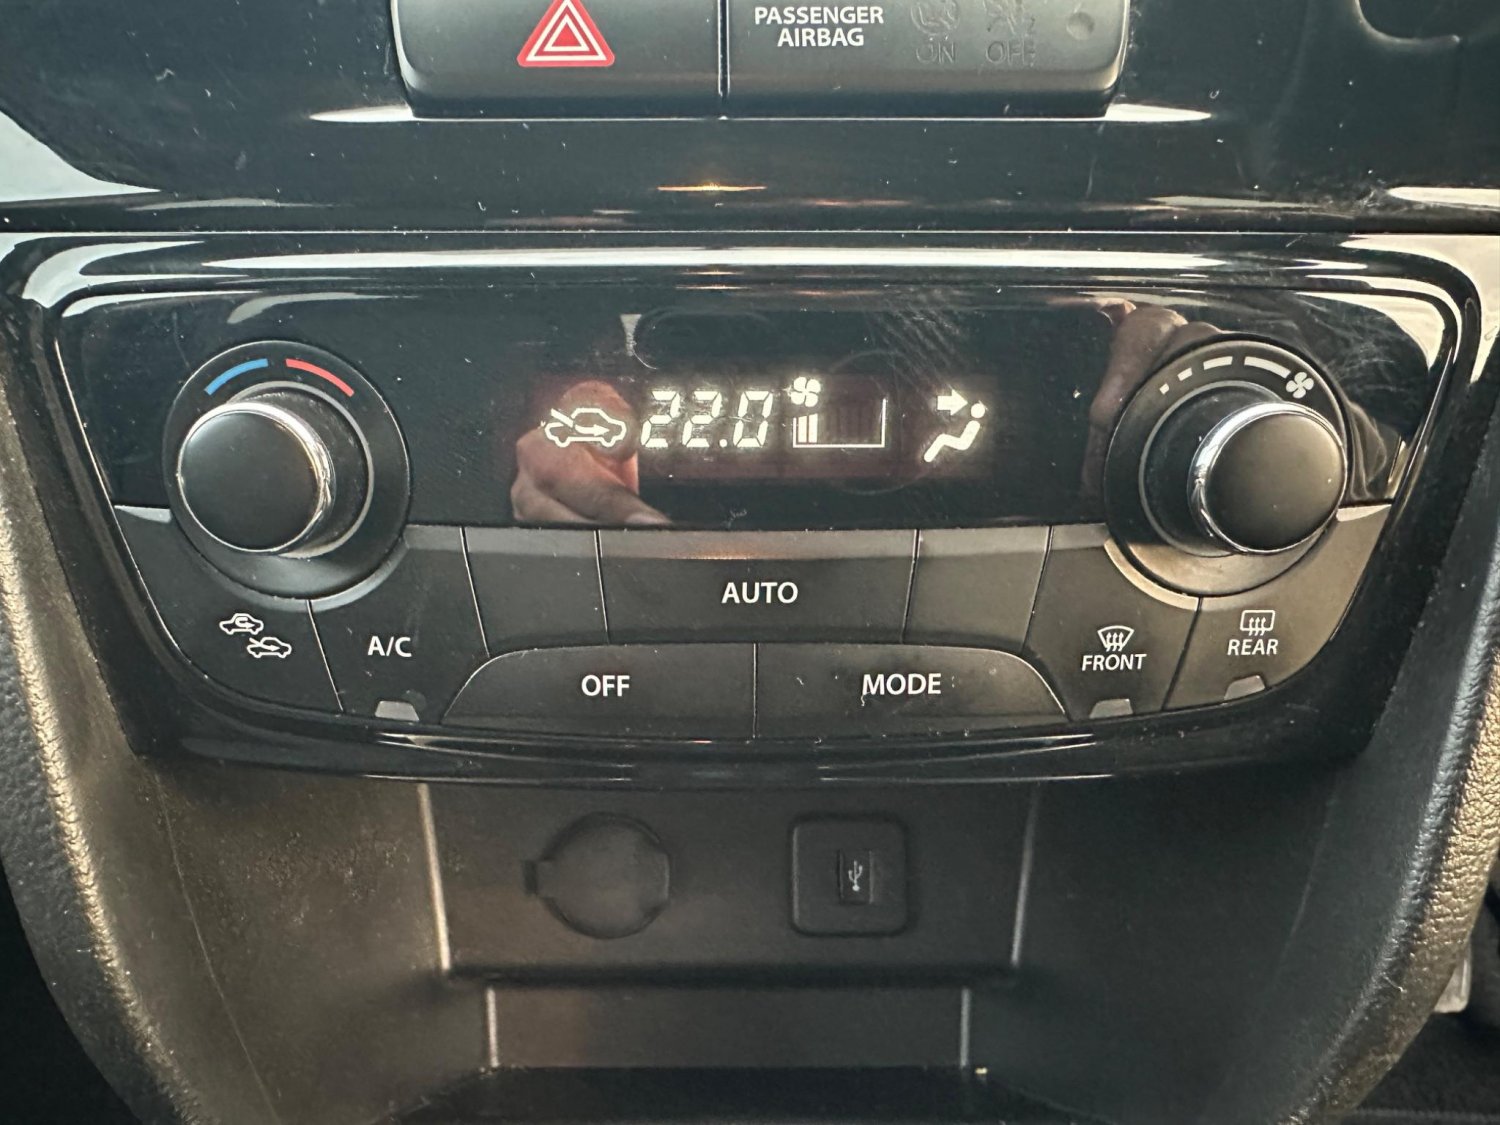 PASSENGER
AIRBAG
ON OFF
22.0
AUTO
A/C
OFF
MODE
FRONT
REAR